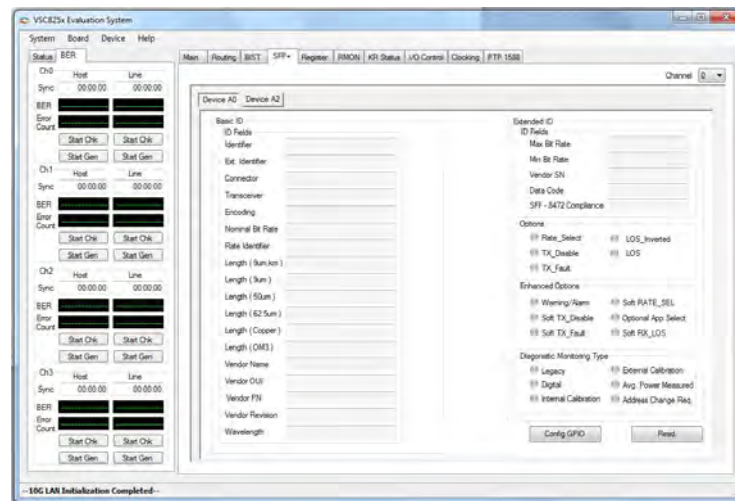 VSC825x Evaluation System
System Board Device Help
Status BER
Main Routing BIST SFP+ Register RMON KR Status I/O Control Clocking PTP 1588
Channel 0
Ch0
Host Line
Sync 00:00:00 00:00:00
BER
Error Count
Start Chk Start Chk
Start Gen Start Gen
Ch1
Host Line
Sync 00:00:00 00:00:00
BER
Error Count
Start Chk Start Chk
Start Gen Start Gen
Ch2
Host Line
Sync 00:00:00 00:00:00
BER
Error Count
Start Chk Start Chk
Start Gen Start Gen
Ch3
Host Line
Sync 00:00:00 00:00:00
BER
Error Count
Start Chk Start Chk
Start Gen Start Gen
Device A0 Device A2
Basic ID
ID Fields
Identifier
Ext. Identifier
Connector
Transceiver
Encoding
Nominal Bit Rate
Rate Identifier
Length ( 9um,km )
Length ( 9um )
Length ( 50um )
Length ( 62.5um )
Length ( Copper )
Length ( OM3 )
Vendor Name
Vendor OUI
Vendor PN
Vendor Revision
Wavelength
Extended ID
ID Fields
Max Bit Rate
Min Bit Rate
Vendor SN
Data Code
SFF - 8472 Compliance
Options
Rate_Select LOS_Inverted
TX_Disable LOS
TX_Fault
Enhanced Options
Warning/Alarm Soft RATE_SEL
Soft TX_Disable Optional App Select
Soft TX_Fault Soft RX_LOS
Diagnostic Monitoring Type
Legacy External Calibration
Digital Avg. Power Measured
Internal Calibration Address Change Req.
Config GPIO Read
--10G LAN Initialization Completed--